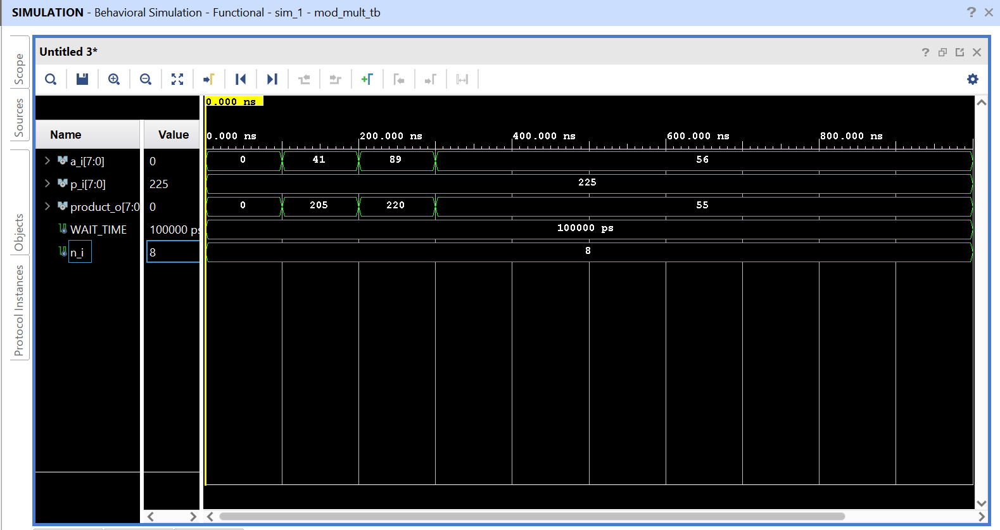 SIMULATION - Behavioral Simulation - Functional - sim_1 - mod_mult_tb
? ×
Scope
Sources
Objects
Protocol Instances
Untitled 3*
?
0.000 ns
Name Value
0.000 ns 200.000 ns 400.000 ns 600.000 ns 800.000 ns
a_i[7:0] 0 0 41 89 56
p_i[7:0] 225 225
product_o[7:0 0 0 205 220 55
WAIT_TIME 100000 ps 100000 ps
n_i 8 8